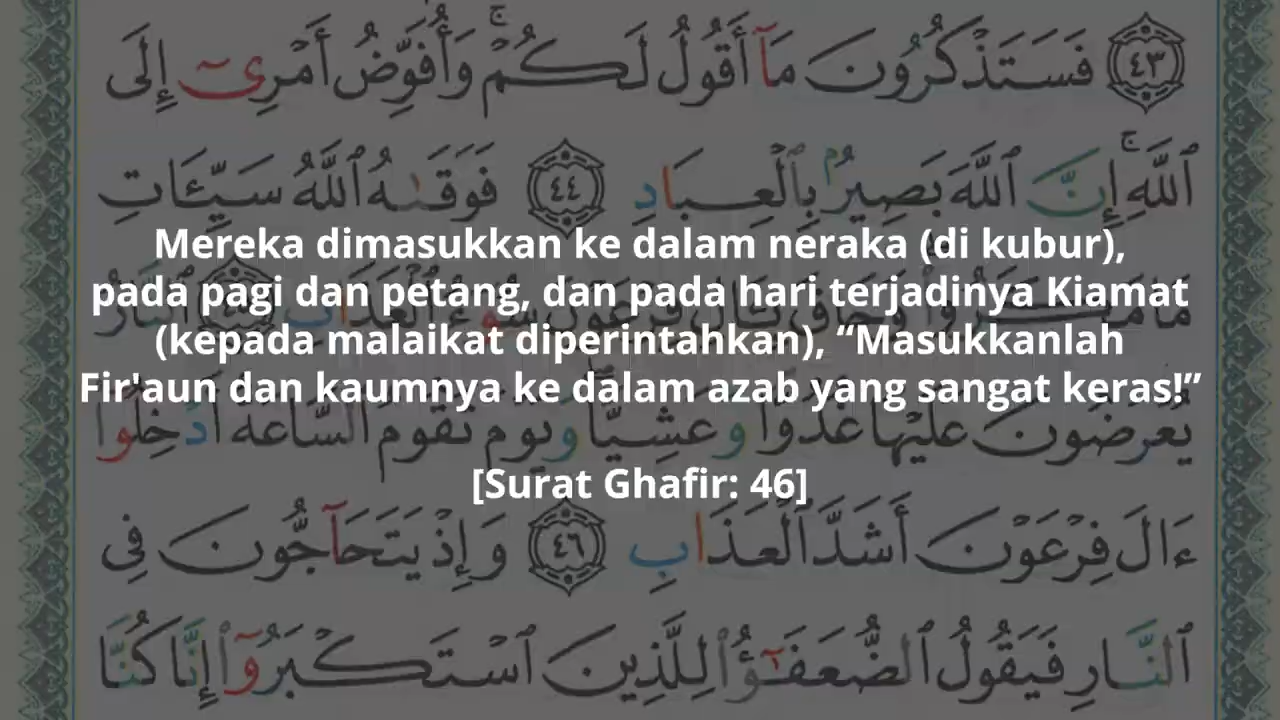 ٤٣ فَسَتَذْكُرُونَ مَآ أَقُولُ لَكُمْ ۚ وَأُفَوِّضُ أَمْرِىٓ إِلَى
ٱللَّهِ ۚ إِنَّ ٱللَّهَ بَصِيرٌۢ بِٱلْعِبَادِ ٤٤ فَوَقَىٰهُ ٱللَّهُ سَيِّـَٔاتِ
Mereka dimasukkan ke dalam neraka (di kubur),
pada pagi dan petang, dan pada hari terjadinya Kiamat
(kepada malaikat diperintahkan), “Masukkanlah
Fir'aun dan kaumnya ke dalam azab yang sangat keras!”
يُعْرَضُونَ عَلَيْهَا غُدُوًّا وَعَشِيًّا وَيَوْمَ تَقُومُ ٱلسَّاعَةُ أَدْخِلُوٓا۟
[Surat Ghafir: 46]
ءَالَ فِرْعَوْنَ أَشَدَّ ٱلْعَذَابِ ٤٦ وَإِذْ يَتَحَآجُّونَ فِى
ٱلنَّارِ فَيَقُولُ ٱلضُّعَفَـٰٓؤُا۟ لِلَّذِينَ ٱسْتَكْبَرُوٓا۟ إِنَّا كُنَّا